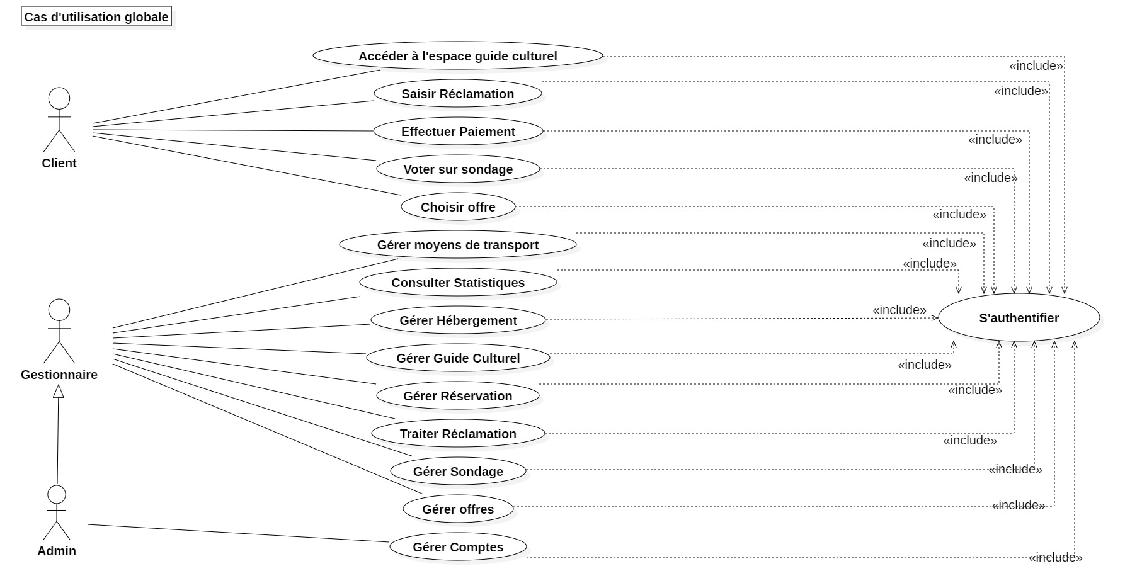 Cas d'utilisation globale
Accéder à l'espace guide culturel
«include»
Saisir Réclamation
«include»
Effectuer Paiement
«include»
Client
Voter sur sondage
«include»
Choisir offre
«include»
Gérer moyens de transport
«include»
«include»
Consulter Statistiques
Gérer Hébergement
«include»
S'authentifier
Gérer Guide Culturel
«include»
Gestionnaire
Gérer Réservation
«include»
Traiter Réclamation
«include»
Gérer Sondage
«include»
Gérer offres
«include»
Admin
Gérer Comptes
«include»